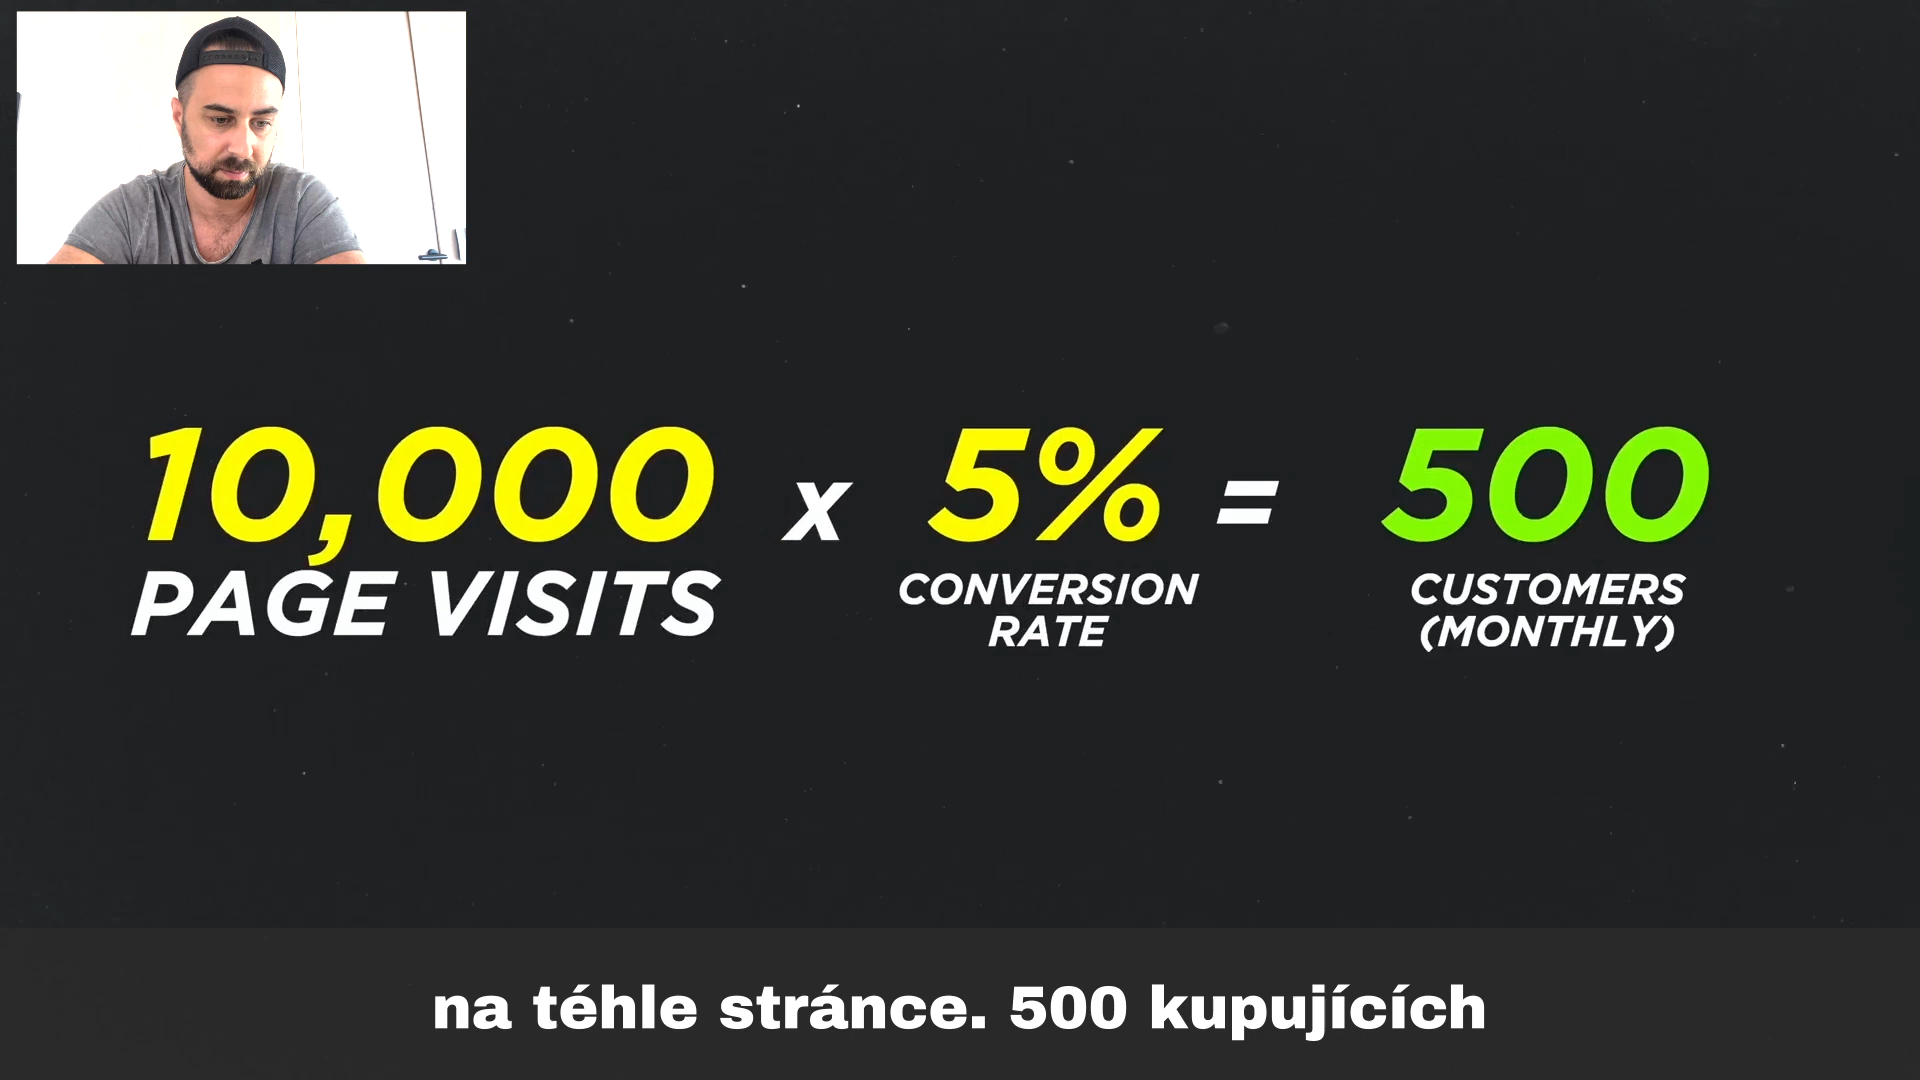 10,000 x 5% = 500
PAGE VISITS
CONVERSION
RATE
CUSTOMERS
(MONTHLY)
na téhle stránce. 500 kupujících